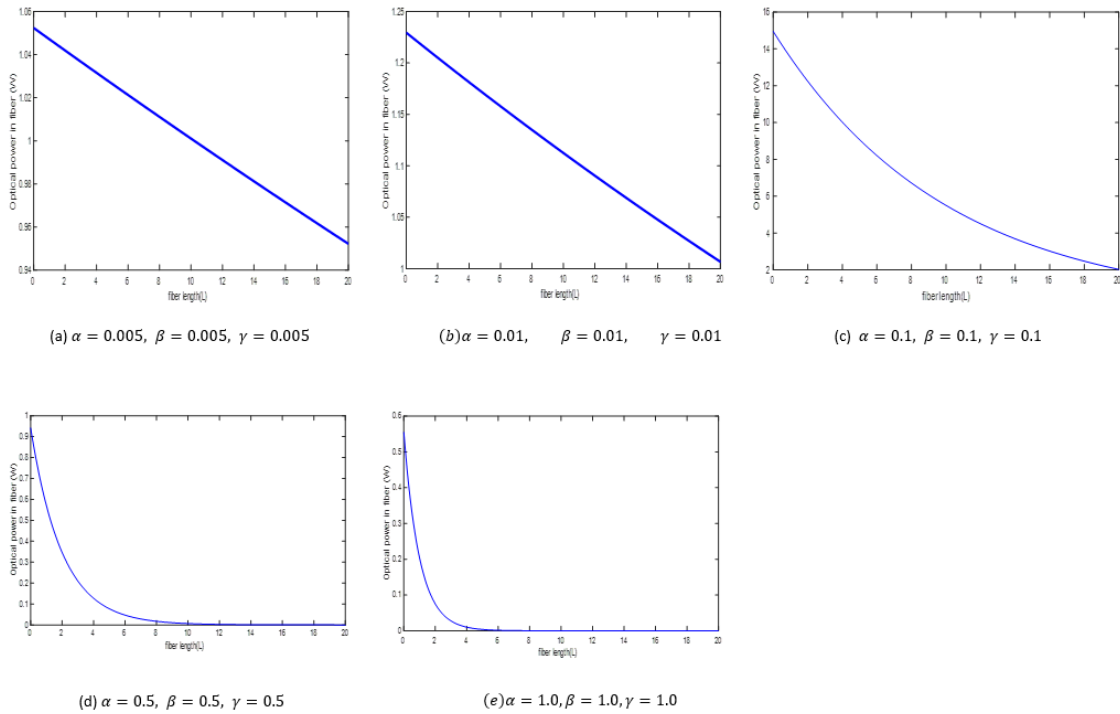 1.06
1.04
1.02
1
0.98
0.96
0.94
Optical power in fiber (W)
0 2 4 6 8 10 12 14 16 18 20
fiber length(L)
(a) α = 0.005, β = 0.005, γ = 0.005
1.25
1.2
1.15
1.1
1.05
1
Optical power in fiber (W)
0 2 4 6 8 10 12 14 16 18 20
fiber length(L)
(b)α = 0.01, β = 0.01, γ = 0.01
16
14
12
10
8
6
4
2
Optical power in fiber (W)
0 2 4 6 8 10 12 14 16 18 20
fiber length(L)
(c) α = 0.1, β = 0.1, γ = 0.1
1
0.9
0.8
0.7
0.6
0.5
0.4
0.3
0.2
0.1
0
Optical power in fiber (W)
0 2 4 6 8 10 12 14 16 18 20
fiber length(L)
(d) α = 0.5, β = 0.5, γ = 0.5
0.6
0.5
0.4
0.3
0.2
0.1
0
Optical power in fiber (W)
0 2 4 6 8 10 12 14 16 18 20
fiber length(L)
(e)α = 1.0, β = 1.0, γ = 1.0